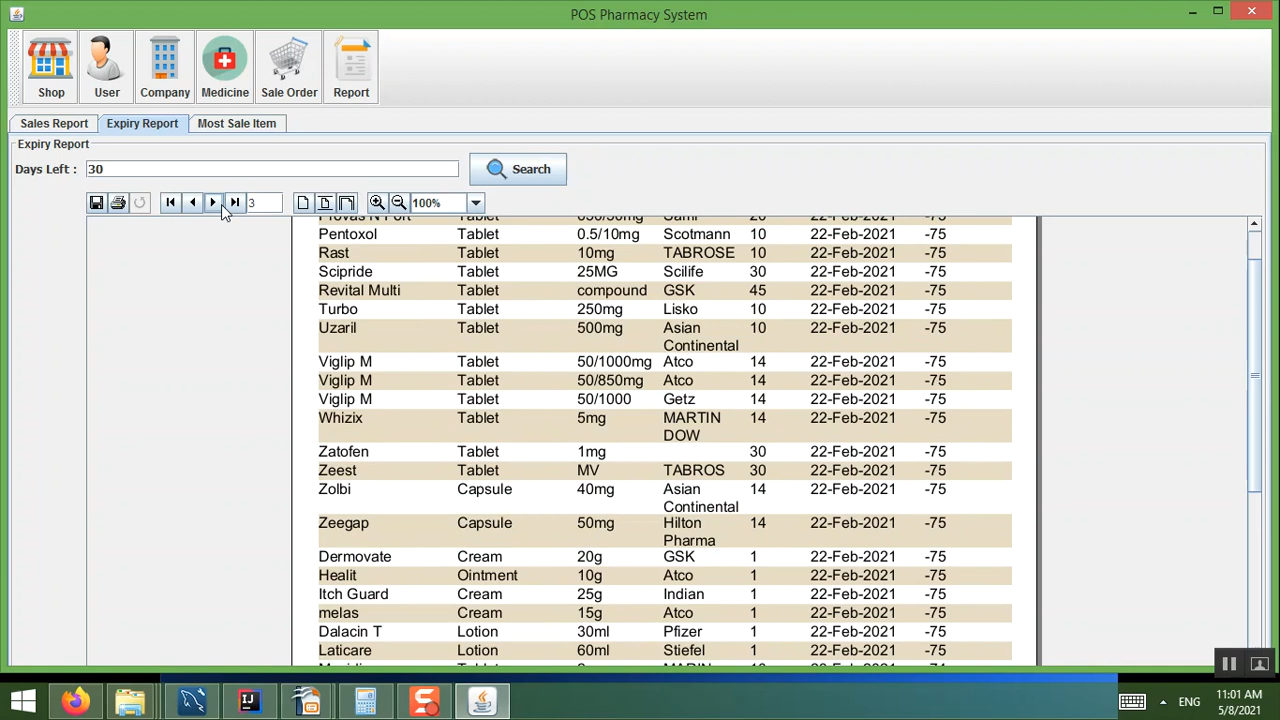 POS Pharmacy System
Shop User Company Medicine Sale Order Report
Sales Report Expiry Report Most Sale Item
Expiry Report
Days Left : 30 Search
3 100%
Pentoxol Tablet 0.5/10mg Scotmann 10 22-Feb-2021 -75
Rast Tablet 10mg TABROSE 10 22-Feb-2021 -75
Scipride Tablet 25MG Scilife 30 22-Feb-2021 -75
Revital Multi Tablet compound GSK 45 22-Feb-2021 -75
Turbo Tablet 250mg Lisko 10 22-Feb-2021 -75
Uzaril Tablet 500mg Asian 10 22-Feb-2021 -75
Continental
Viglip M Tablet 50/1000mg Atco 14 22-Feb-2021 -75
Viglip M Tablet 50/850mg Atco 14 22-Feb-2021 -75
Viglip M Tablet 50/1000 Getz 14 22-Feb-2021 -75
Whizix Tablet 5mg MARTIN 14 22-Feb-2021 -75
DOW
Zatofen Tablet 1mg 30 22-Feb-2021 -75
Zeest Tablet MV TABROS 30 22-Feb-2021 -75
Zolbi Capsule 40mg Asian 14 22-Feb-2021 -75
Continental
Zeegap Capsule 50mg Hilton 14 22-Feb-2021 -75
Pharma
Dermovate Cream 20g GSK 1 22-Feb-2021 -75
Healit Ointment 10g Atco 1 22-Feb-2021 -75
Itch Guard Cream 25g Indian 1 22-Feb-2021 -75
melas Cream 15g Atco 1 22-Feb-2021 -75
Dalacin T Lotion 30ml Pfizer 1 22-Feb-2021 -75
Laticare Lotion 60ml Stiefel 1 22-Feb-2021 -75
ENG 11:01 AM
5/8/2021